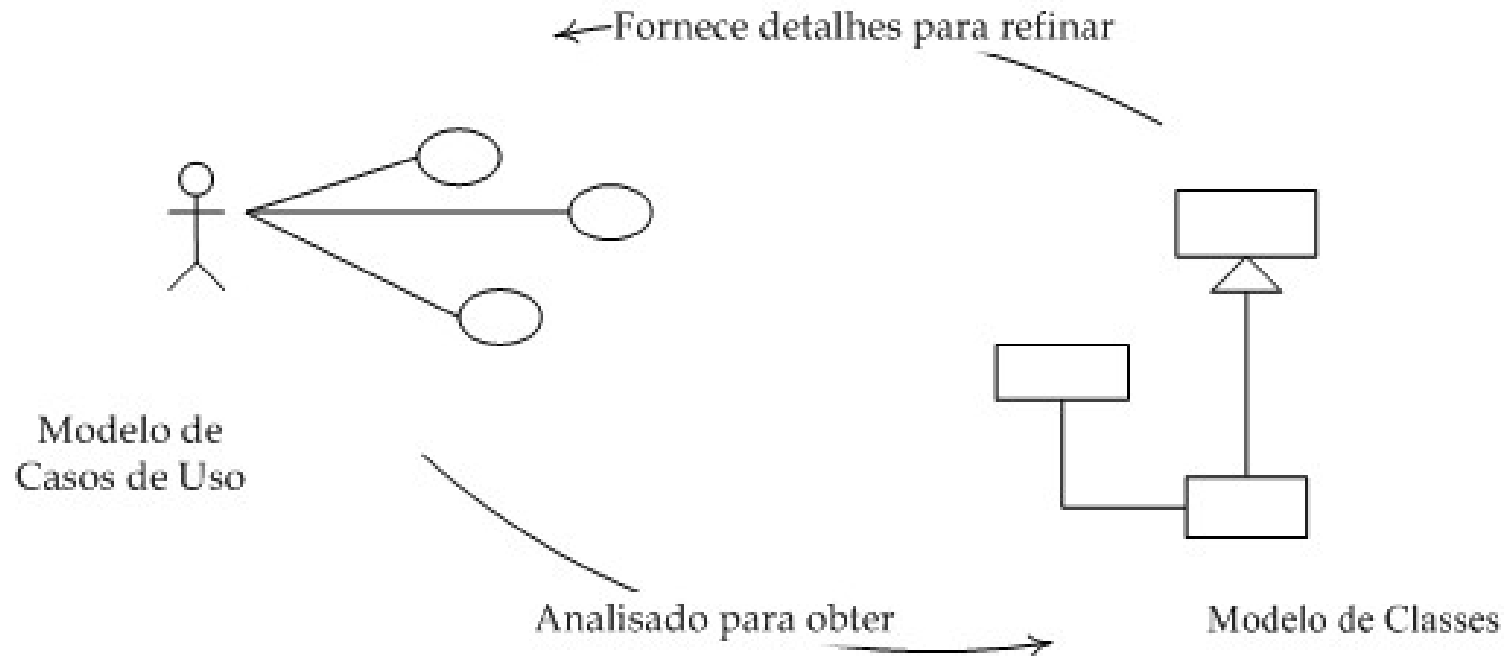 Fornece detalhes para refinar
Modelo de
Casos de Uso
Analisado para obter
Modelo de Classes